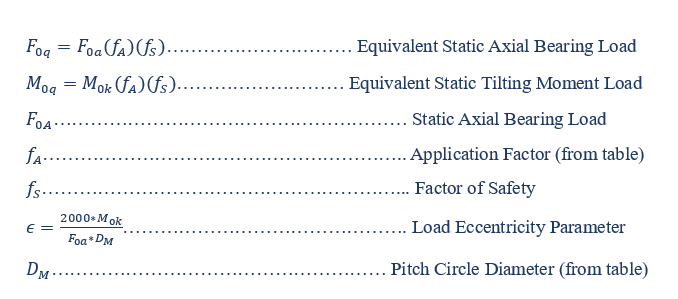 F₀q = F₀a(fA)(fS)…………………………. Equivalent Static Axial Bearing Load
M₀q = M₀k(fA)(fS)………………………. Equivalent Static Tilting Moment Load
F₀A…………………………………………………. Static Axial Bearing Load
fA……………………………………………………. Application Factor (from table)
fS…………………………………………………….. Factor of Safety
ϵ = 2000*M₀k / F₀a*DM………………………………………. Load Eccentricity Parameter
DM………………………………………………. Pitch Circle Diameter (from table)